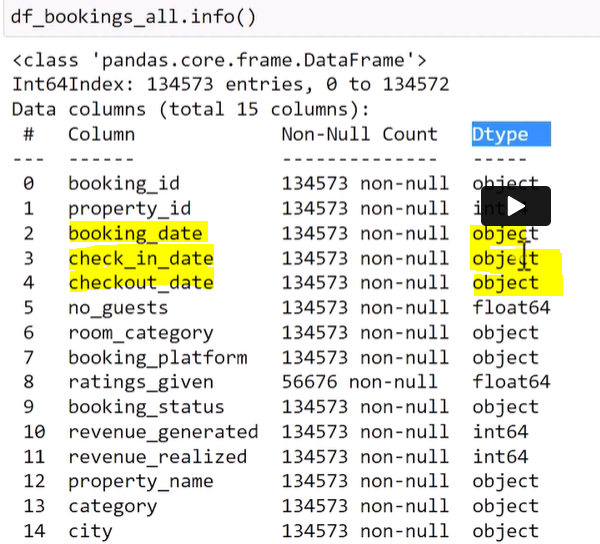 df_bookings_all.info()
<class 'pandas.core.frame.DataFrame'>
Int64Index: 134573 entries, 0 to 134572
Data columns (total 15 columns):
 #   Column             Non-Null Count   Dtype
---  ------             --------------   -----
 0   booking_id         134573 non-null  object
 1   property_id        134573 non-null
 2   booking_date       134573 non-null  object
 3   check_in_date      134573 non-null  object
 4   checkout_date      134573 non-null  object
 5   no_guests          134573 non-null  float64
 6   room_category      134573 non-null  object
 7   booking_platform   134573 non-null  object
 8   ratings_given      56676 non-null   float64
 9   booking_status     134573 non-null  object
 10  revenue_generated  134573 non-null  int64
 11  revenue_realized   134573 non-null  int64
 12  property_name      134573 non-null  object
 13  category           134573 non-null  object
 14  city               134573 non-null  object